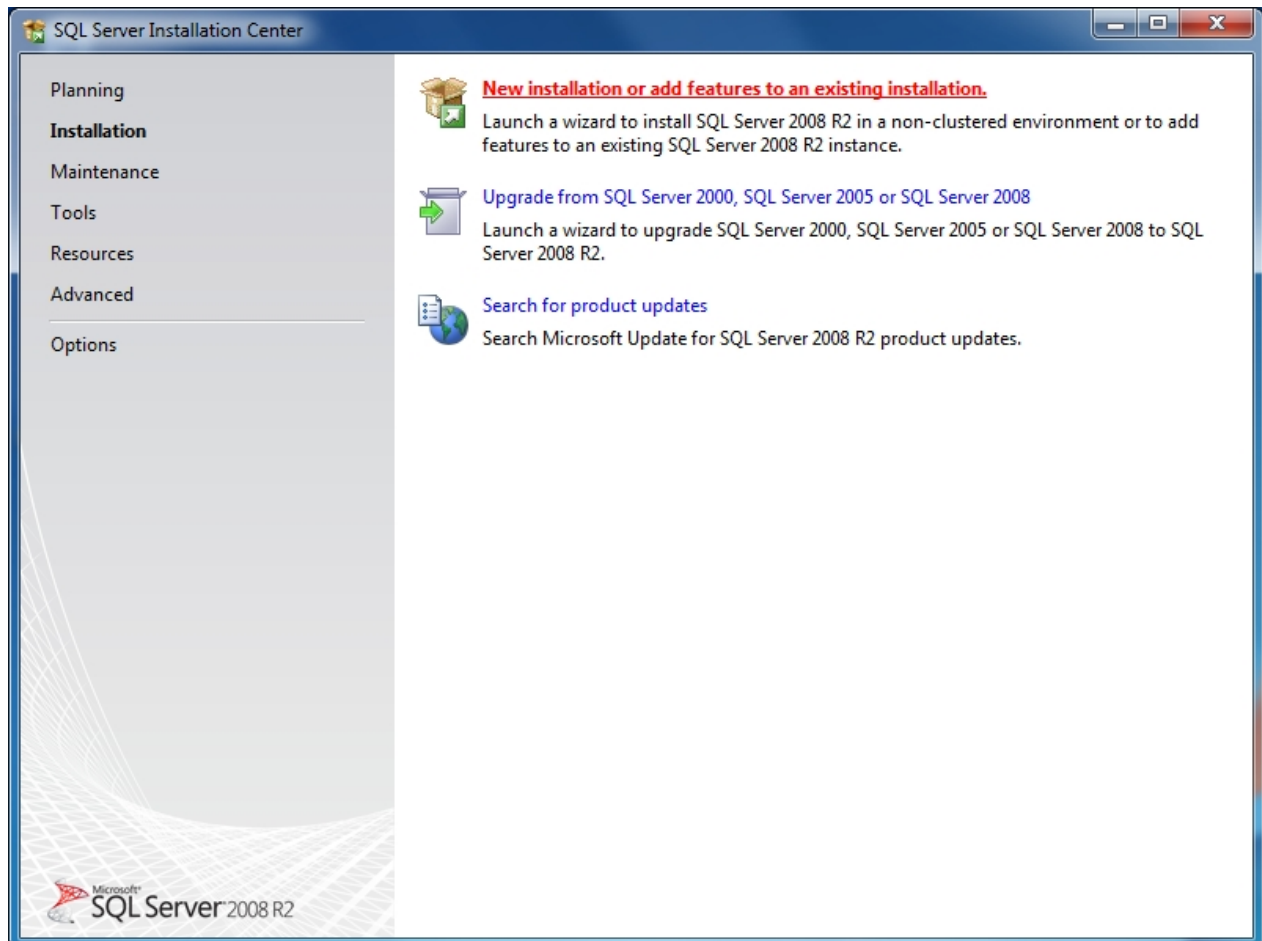 SQL Server Installation Center
Planning
Installation
Maintenance
Tools
Resources
Advanced
Options
New installation or add features to an existing installation.
Launch a wizard to install SQL Server 2008 R2 in a non-clustered environment or to add
features to an existing SQL Server 2008 R2 instance.
Upgrade from SQL Server 2000, SQL Server 2005 or SQL Server 2008
Launch a wizard to upgrade SQL Server 2000, SQL Server 2005 or SQL Server 2008 to SQL
Server 2008 R2.
Search for product updates
Search Microsoft Update for SQL Server 2008 R2 product updates.
Microsoft®
SQL Server® 2008 R2